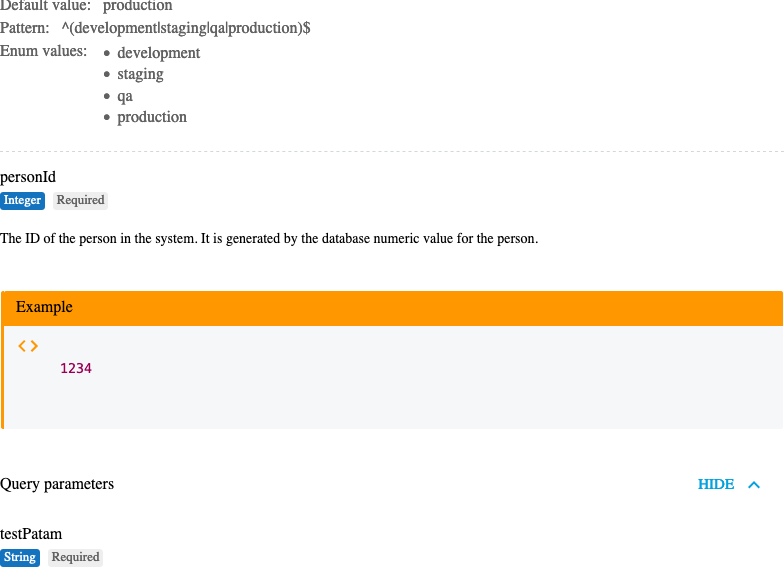 Default value: production
Pattern: ^(development|staging|qa|production)$
Enum values:
• development
• staging
• qa
• production
personId
Integer Required
The ID of the person in the system. It is generated by the database numeric value for the person.
Example
<>
1234
Query parameters HIDE
testPatam
String Required